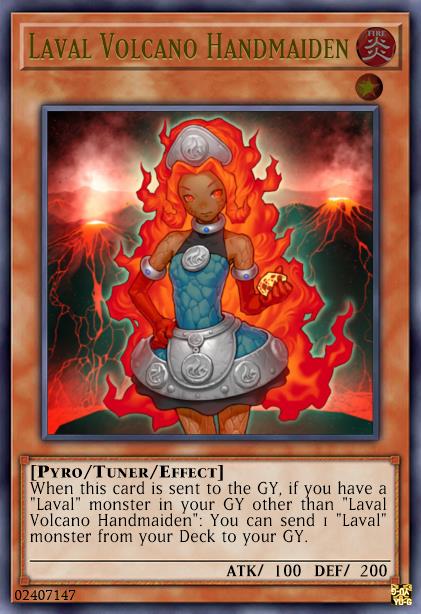 LAVAL VOLCANO HANDMAIDEN
FIRE
炎
[PYRO/TUNER/EFFECT]
When this card is sent to the GY, if you have a
"Laval" monster in your GY other than "Laval
Volcano Handmaiden": You can send 1 "Laval"
monster from your Deck to your GY.
ATK/ 100 DEF/ 200
02407147